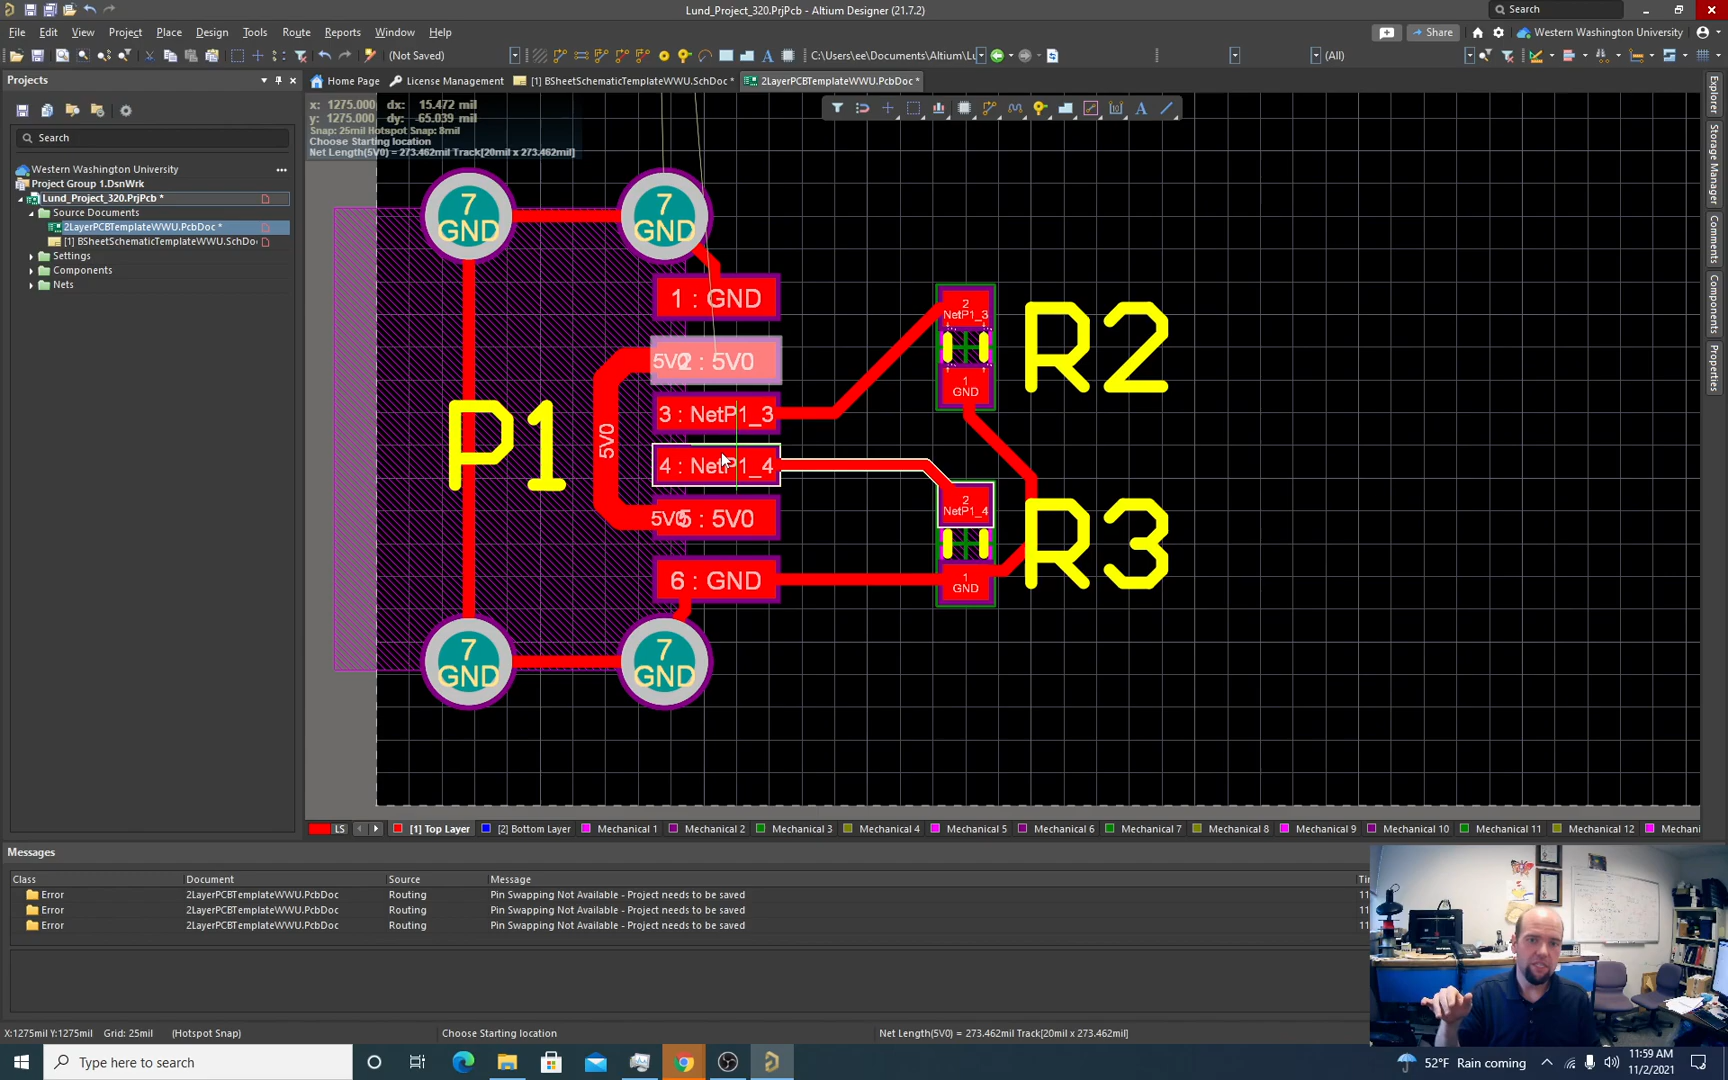 Lund_Project_320.PrjPcb - Altium Designer (21.7.2)
Search
File Edit View Project Place Design Tools Route Reports Window Help
Share
Western Washington University
(Not Saved)
C:\Users\ee\Documents\Altium\Lu
(All)
Projects
Home Page
License Management
[1] BSheetSchematicTemplateWWU.SchDoc *
2LayerPCBTemplateWWU.PcbDoc *
Search
Western Washington University
Project Group 1.DsnWrk
Lund_Project_320.PrjPcb *
Source Documents
2LayerPCBTemplateWWU.PcbDoc *
[1] BSheetSchematicTemplateWWU.SchDo
Settings
Components
Nets
x: 1275.000 dx: 15.472 mil
y: 1275.000 dy: -65.039 mil
Snap: 25mil Hotspot Snap: 8mil
Choose Starting location
Net Length(5V0) = 273.462mil Track[20mil x 273.462mil]
7
GND
7
GND
1 : GND
5V0
2 : 5V0
3 : NetP1_3
4 : NetP1_4
5V0
5 : 5V0
6 : GND
5V0
P1
7
GND
7
GND
2
NetP1_3
1
GND
R2
2
NetP1_4
1
GND
R3
Explorer
Storage Manager
Comments
Components
Properties
LS
[1] Top Layer
[2] Bottom Layer
Mechanical 1
Mechanical 2
Mechanical 3
Mechanical 4
Mechanical 5
Mechanical 6
Mechanical 7
Mechanical 8
Mechanical 9
Mechanical 10
Mechanical 11
Mechanical 12
Mechani
Messages
Class Document Source Message Ti
Error 2LayerPCBTemplateWWU.PcbDoc Routing Pin Swapping Not Available - Project needs to be saved 11
Error 2LayerPCBTemplateWWU.PcbDoc Routing Pin Swapping Not Available - Project needs to be saved 11
Error 2LayerPCBTemplateWWU.PcbDoc Routing Pin Swapping Not Available - Project needs to be saved 11
X:1275mil Y:1275mil Grid: 25mil (Hotspot Snap)
Choose Starting location
Net Length(5V0) = 273.462mil Track[20mil x 273.462mil]
Type here to search
52°F Rain coming
11:59 AM
11/2/2021